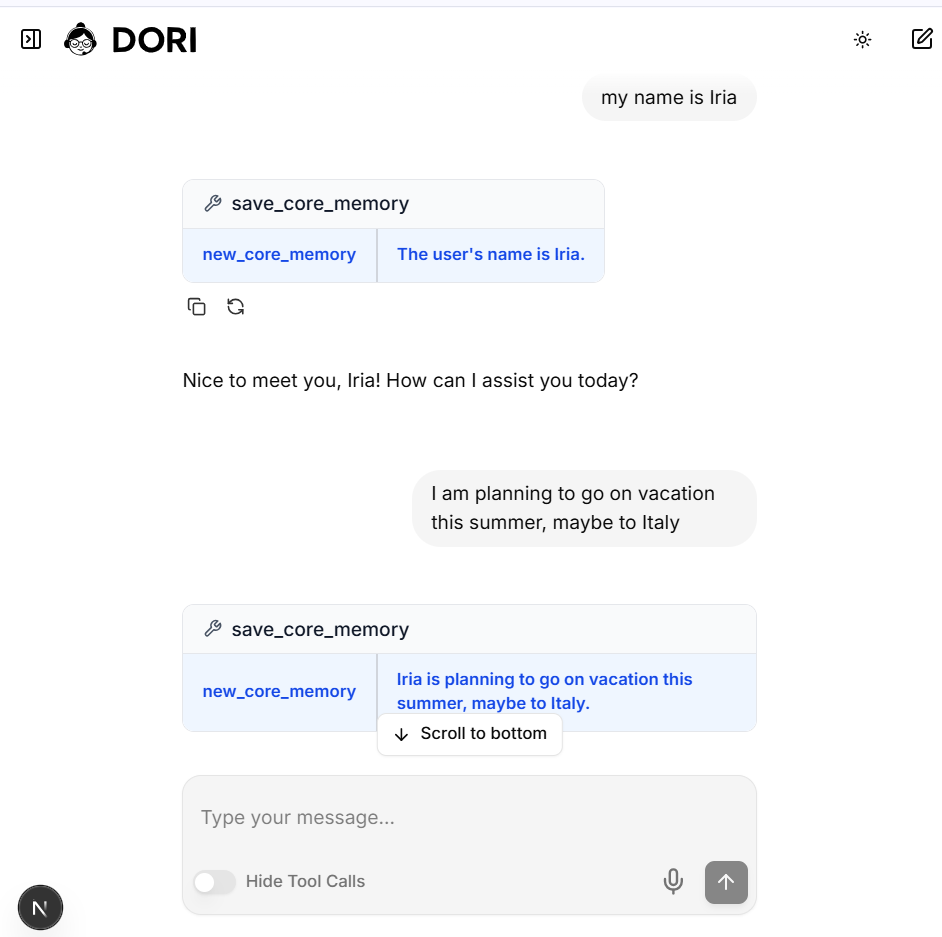 DORI
my name is Iria
save_core_memory
new_core_memory The user's name is Iria.
Nice to meet you, Iria! How can I assist you today?
I am planning to go on vacation
this summer, maybe to Italy
save_core_memory
new_core_memory Iria is planning to go on vacation this
summer, maybe to Italy.
Scroll to bottom
Type your message...
Hide Tool Calls
N